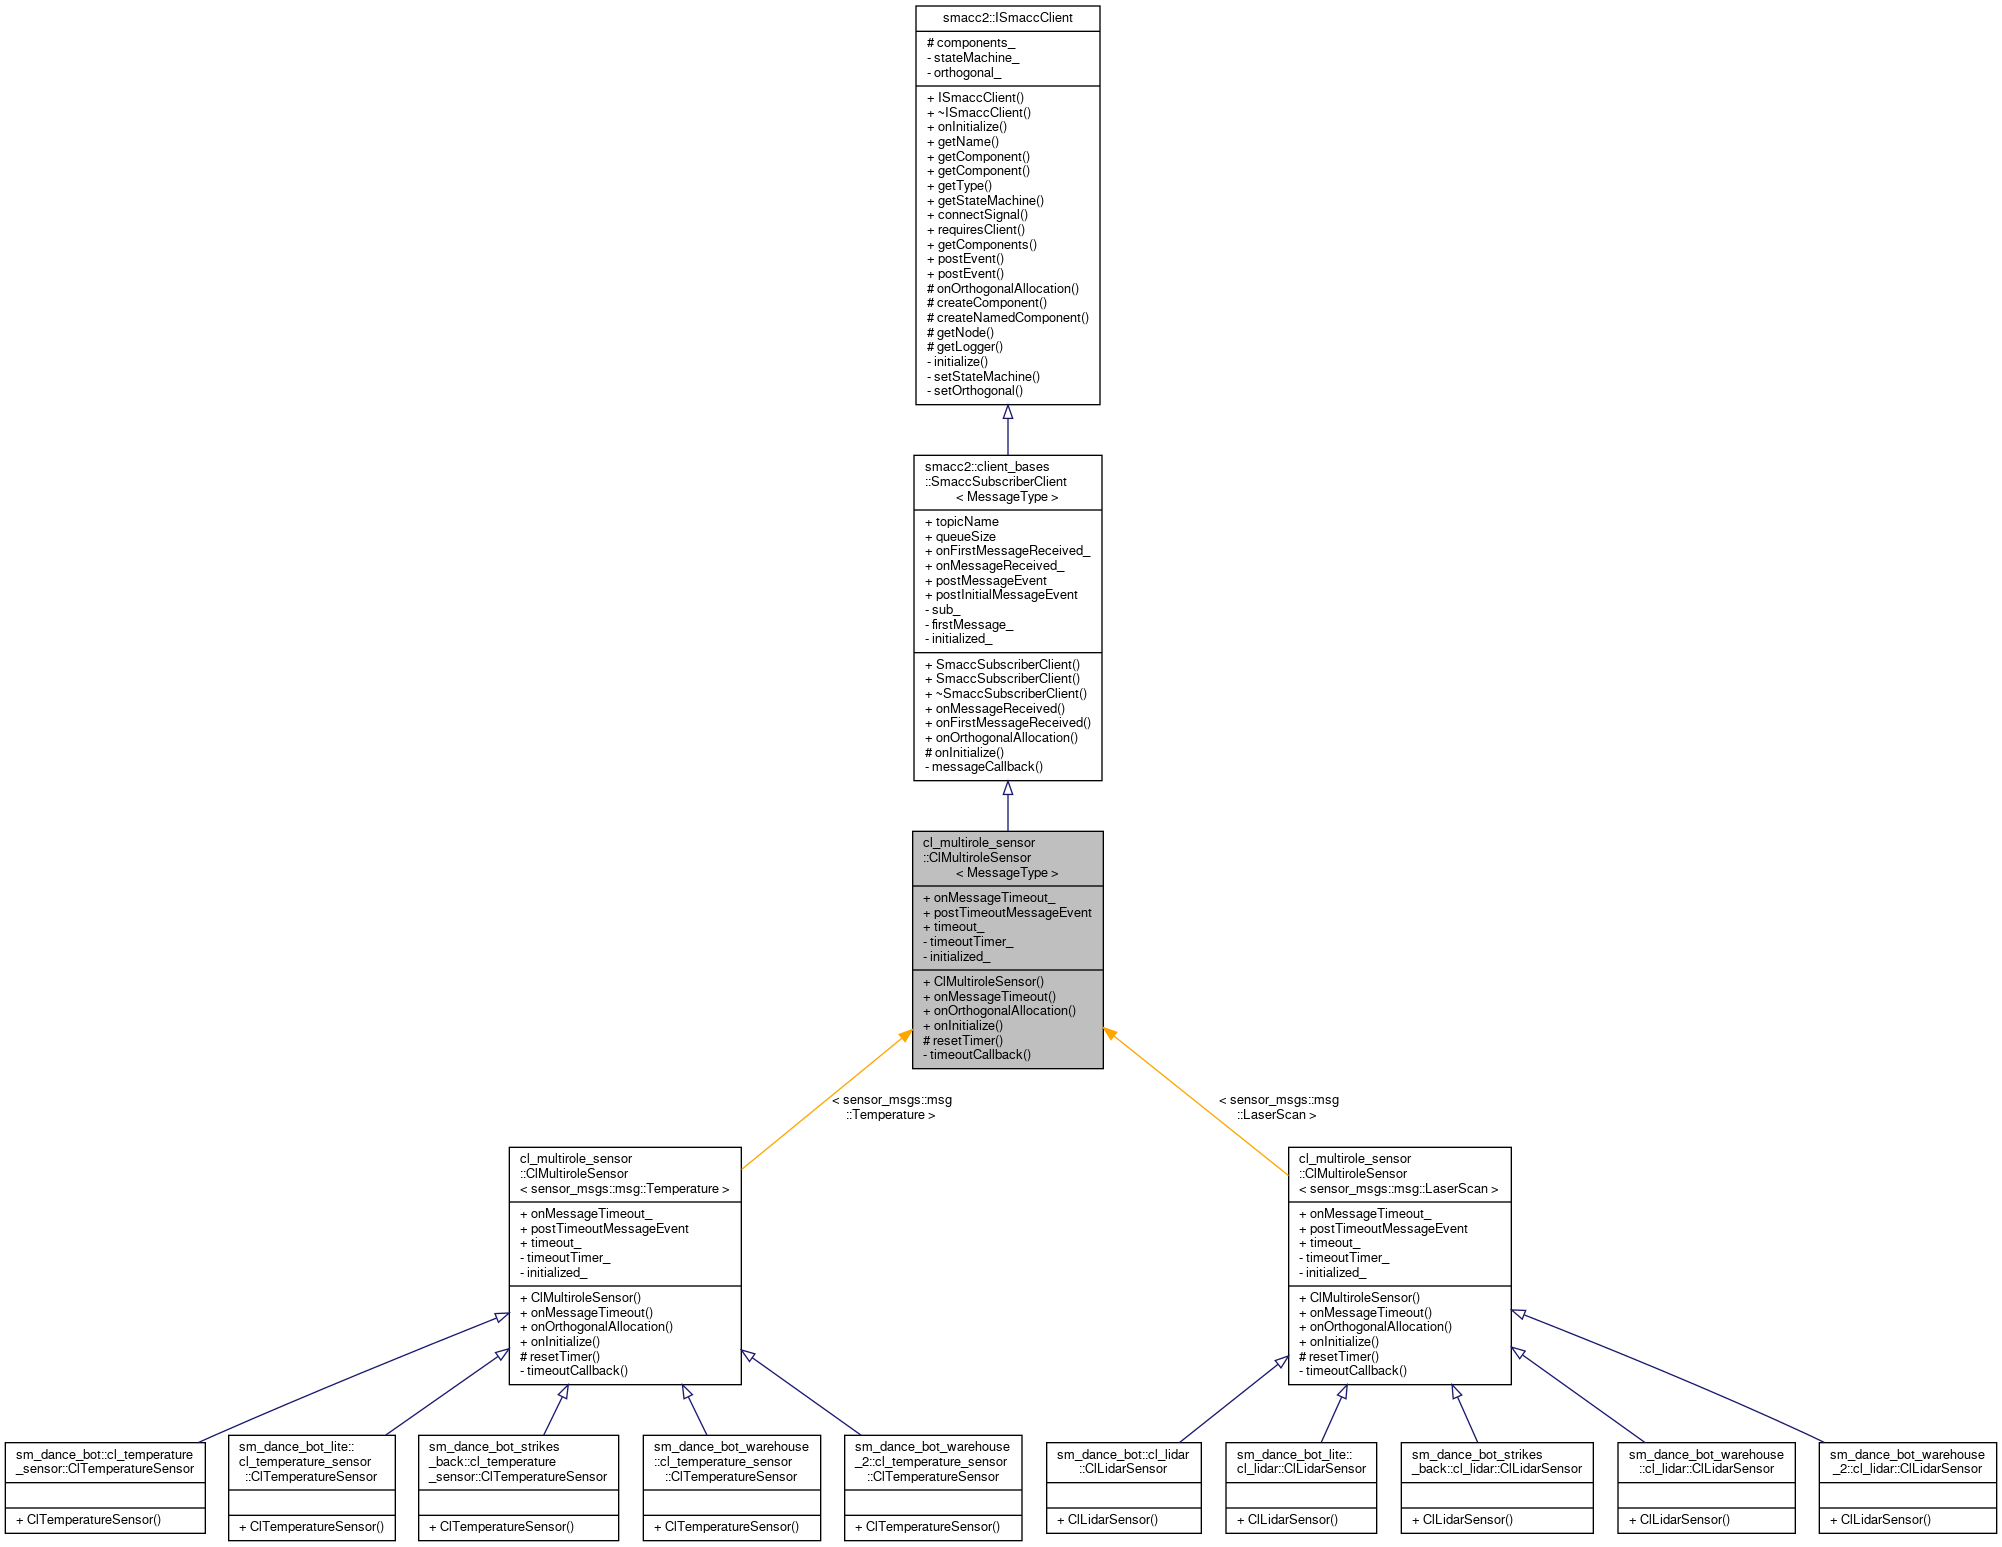 smacc2::ISmaccClient
# components_
- stateMachine_
- orthogonal_
+ ISmaccClient()
+ ~ISmaccClient()
+ onInitialize()
+ getName()
+ getComponent()
+ getComponent()
+ getType()
+ getStateMachine()
+ connectSignal()
+ requiresClient()
+ getComponents()
+ postEvent()
+ postEvent()
# onOrthogonalAllocation()
# createComponent()
# createNamedComponent()
# getNode()
# getLogger()
- initialize()
- setStateMachine()
- setOrthogonal()
smacc2::client_bases
::SmaccSubscriberClient
< MessageType >
+ topicName
+ queueSize
+ onFirstMessageReceived_
+ onMessageReceived_
+ postMessageEvent
+ postInitialMessageEvent
- sub_
- firstMessage_
- initialized_
+ SmaccSubscriberClient()
+ SmaccSubscriberClient()
+ ~SmaccSubscriberClient()
+ onMessageReceived()
+ onFirstMessageReceived()
+ onOrthogonalAllocation()
# onInitialize()
- messageCallback()
cl_multirole_sensor
::ClMultiroleSensor
< MessageType >
+ onMessageTimeout_
+ postTimeoutMessageEvent
+ timeout_
- timeoutTimer_
- initialized_
+ ClMultiroleSensor()
+ onMessageTimeout()
+ onOrthogonalAllocation()
+ onInitialize()
# resetTimer()
- timeoutCallback()
< sensor_msgs::msg
::Temperature >
< sensor_msgs::msg
::LaserScan >
cl_multirole_sensor
::ClMultiroleSensor
< sensor_msgs::msg::Temperature >
+ onMessageTimeout_
+ postTimeoutMessageEvent
+ timeout_
- timeoutTimer_
- initialized_
+ ClMultiroleSensor()
+ onMessageTimeout()
+ onOrthogonalAllocation()
+ onInitialize()
# resetTimer()
- timeoutCallback()
cl_multirole_sensor
::ClMultiroleSensor
< sensor_msgs::msg::LaserScan >
+ onMessageTimeout_
+ postTimeoutMessageEvent
+ timeout_
- timeoutTimer_
- initialized_
+ ClMultiroleSensor()
+ onMessageTimeout()
+ onOrthogonalAllocation()
+ onInitialize()
# resetTimer()
- timeoutCallback()
sm_dance_bot::cl_temperature
_sensor::ClTemperatureSensor
+ ClTemperatureSensor()
sm_dance_bot_lite::
cl_temperature_sensor
::ClTemperatureSensor
+ ClTemperatureSensor()
sm_dance_bot_strikes
_back::cl_temperature
_sensor::ClTemperatureSensor
+ ClTemperatureSensor()
sm_dance_bot_warehouse
::cl_temperature_sensor
::ClTemperatureSensor
+ ClTemperatureSensor()
sm_dance_bot_warehouse
_2::cl_temperature_sensor
::ClTemperatureSensor
+ ClTemperatureSensor()
sm_dance_bot::cl_lidar
::ClLidarSensor
+ ClLidarSensor()
sm_dance_bot_lite::
cl_lidar::ClLidarSensor
+ ClLidarSensor()
sm_dance_bot_strikes
_back::cl_lidar::ClLidarSensor
+ ClLidarSensor()
sm_dance_bot_warehouse
::cl_lidar::ClLidarSensor
+ ClLidarSensor()
sm_dance_bot_warehouse
_2::cl_lidar::ClLidarSensor
+ ClLidarSensor()